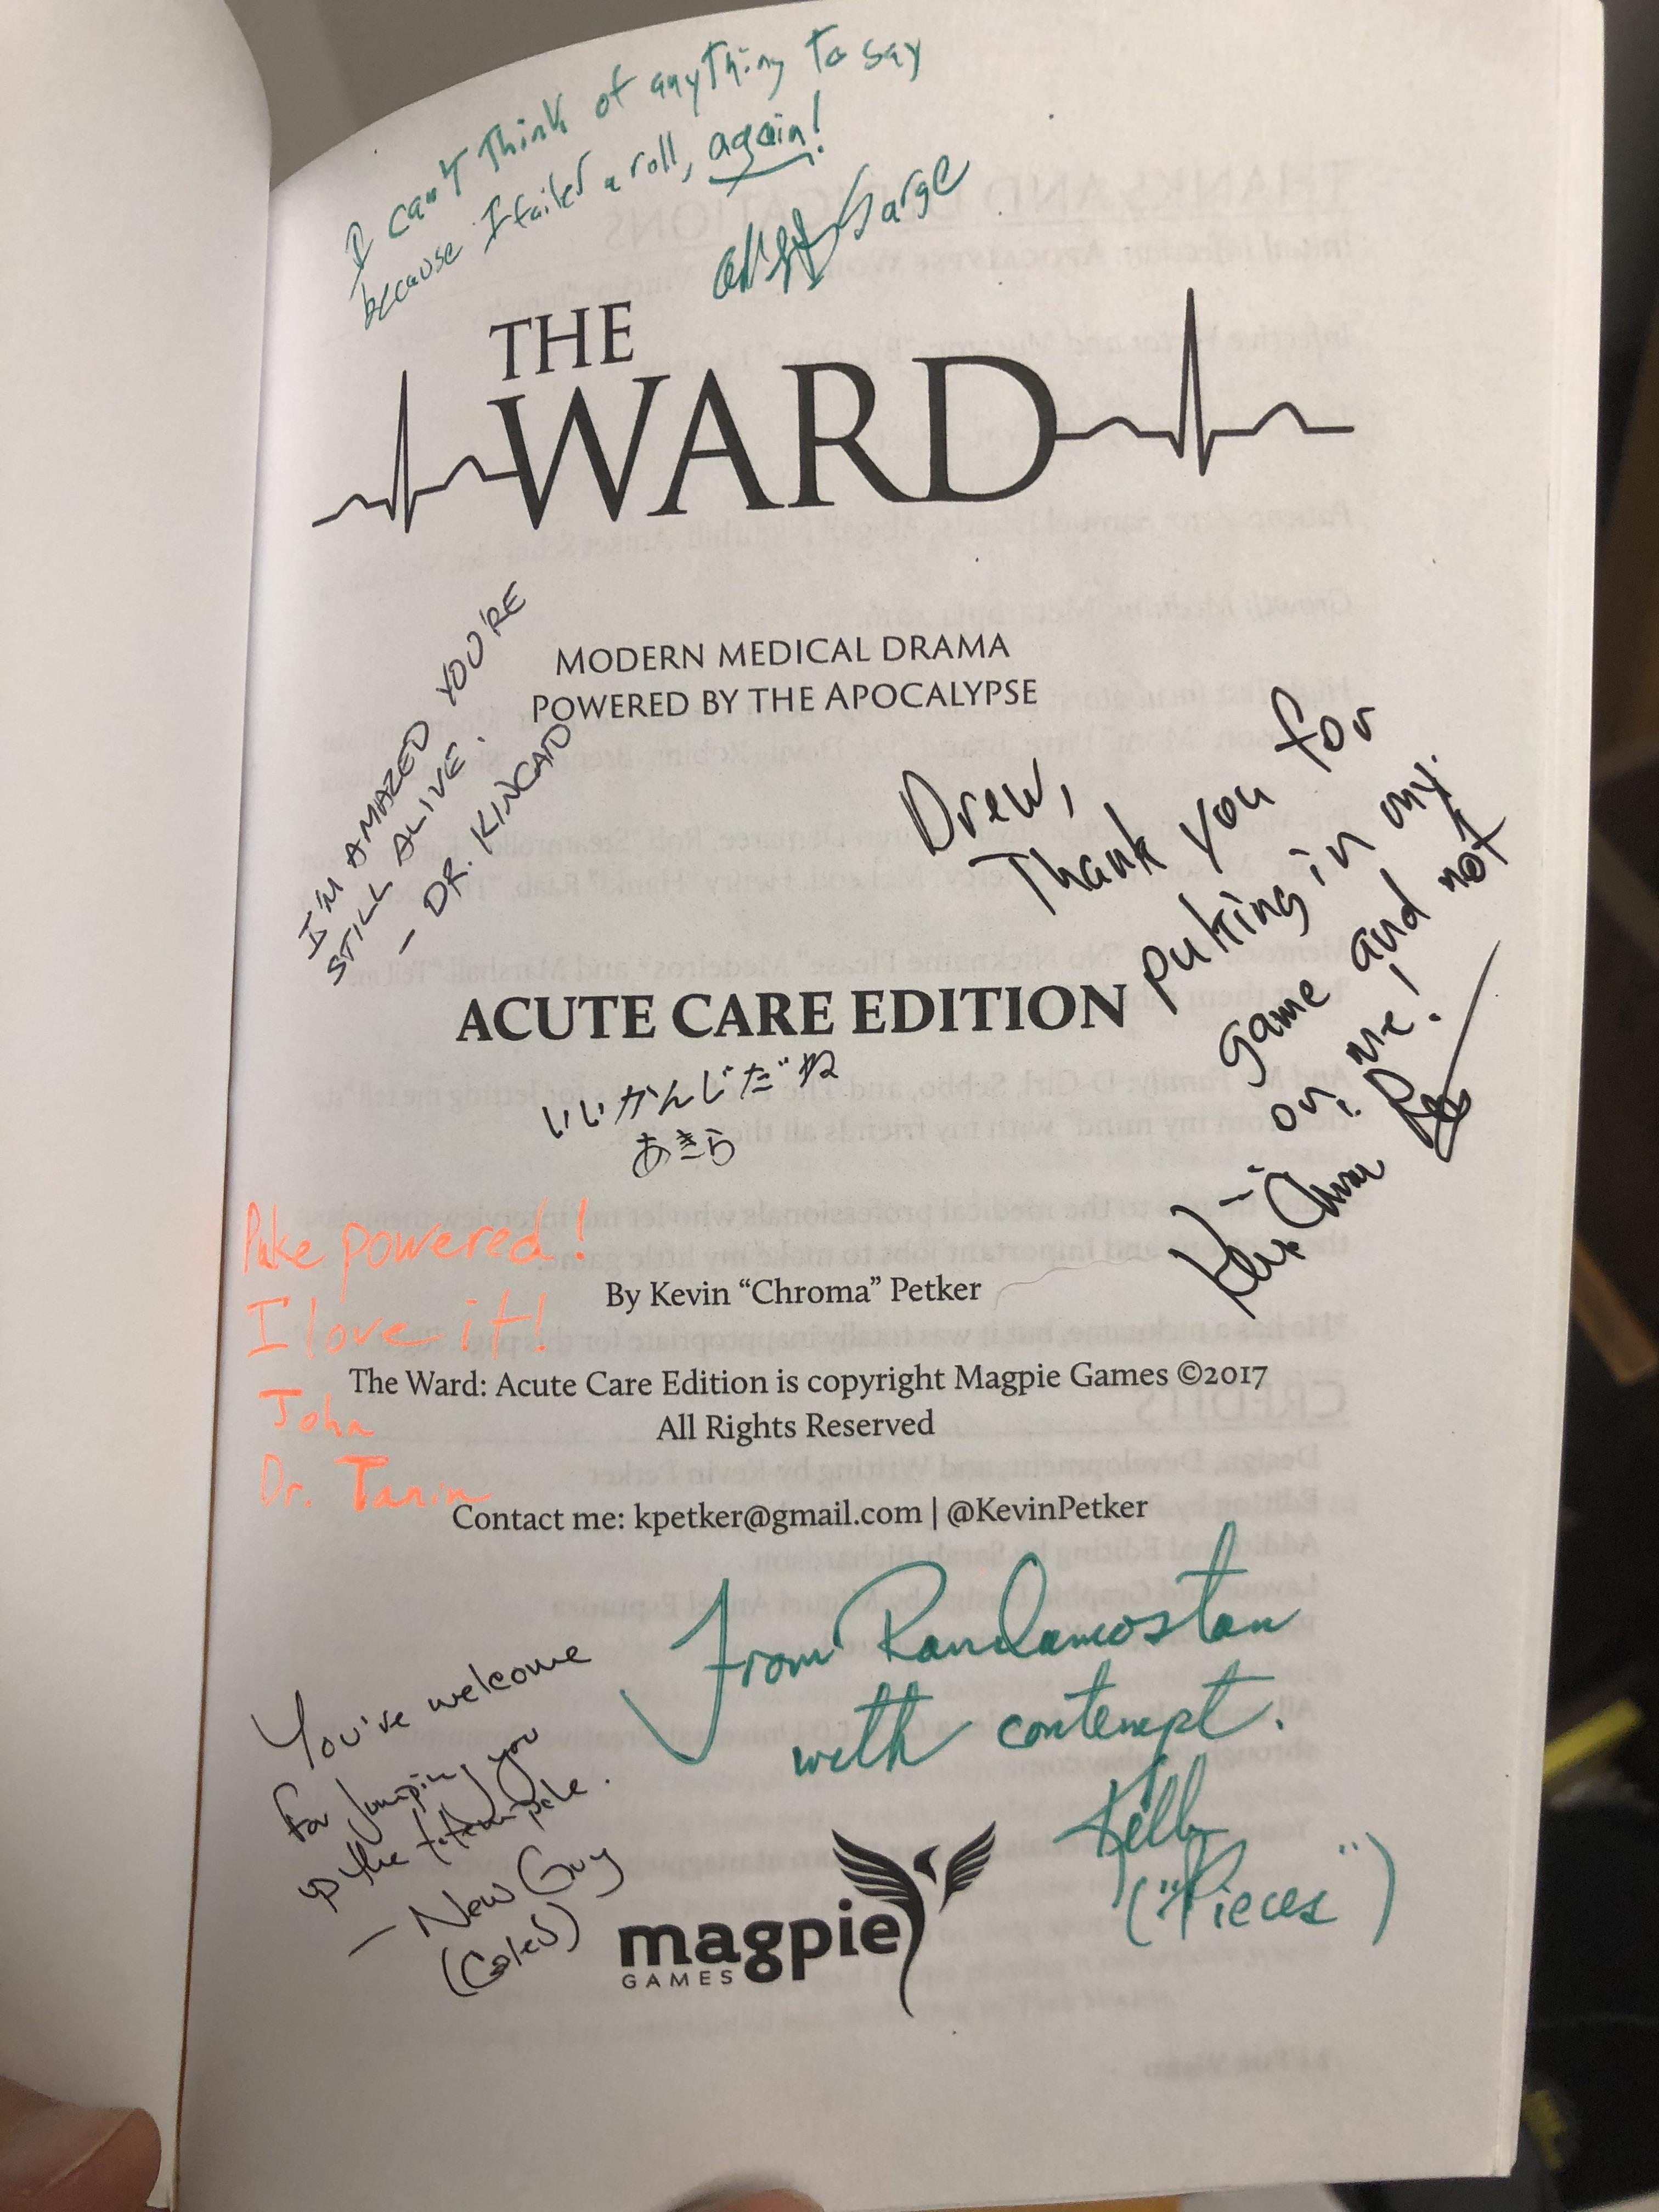 I can't think of anything to say
because I failed a roll, again!
Sarge
THE
WARD
MODERN MEDICAL DRAMA
POWERED BY THE APOCALYPSE
I'M AMAZED YOU'RE
STILL ALIVE.
- DR. KINCAID
Drew,
Thank you for
puking in my
game and not
on me!
ACUTE CARE EDITION
いいかんじだね
あきら
Puke powered!
I love it!
John
Dr. Tanin
By Kevin “Chroma” Petker
The Ward: Acute Care Edition is copyright Magpie Games ©2017
All Rights Reserved
Contact me: kpetker@gmail.com | @KevinPetker
From Randamostan
with contempt.
Kelly
("Pieces")
You're welcome
for jumping you
up the totem pole.
- New Guy
(Caleb)
magpie
GAMES